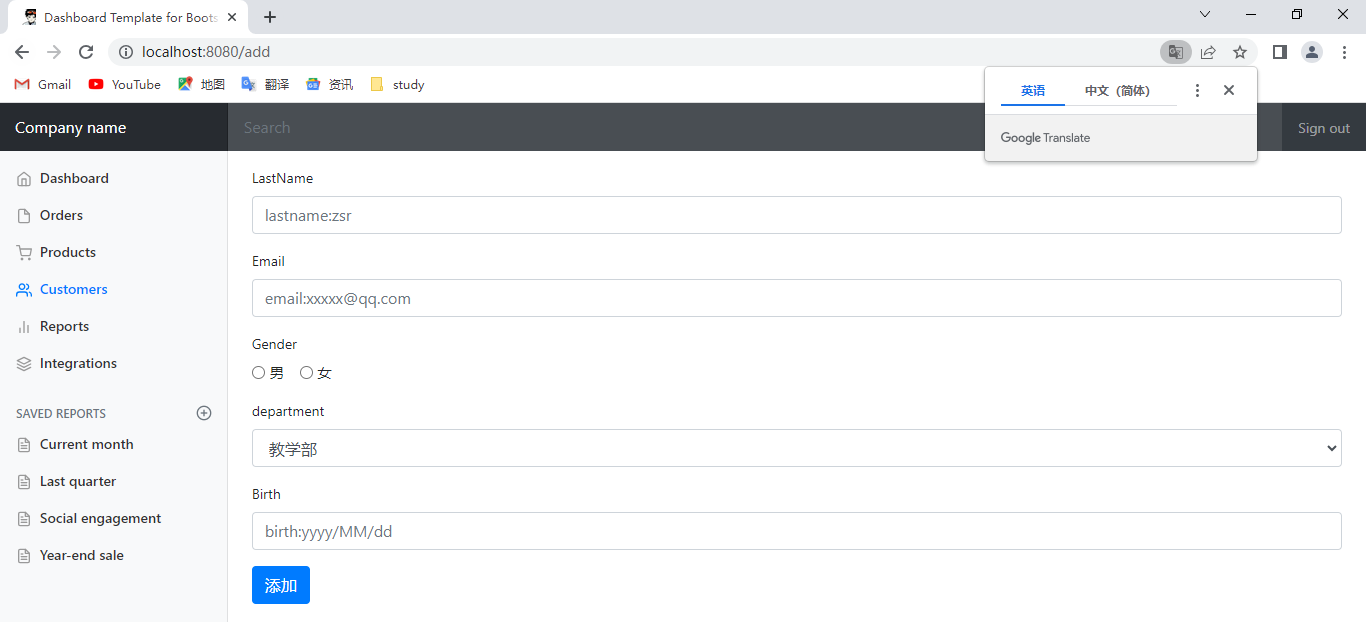 Dashboard Template for Boots
localhost:8080/add
Gmail YouTube 地图 翻译 资讯 study
英语 中文（简体）
Google Translate
Company name Search Sign out
Dashboard
Orders
Products
Customers
Reports
Integrations
SAVED REPORTS
Current month
Last quarter
Social engagement
Year-end sale
LastName
lastname:zsr
Email
email:xxxxx@qq.com
Gender
男 女
department
教学部
Birth
birth:yyyy/MM/dd
添加